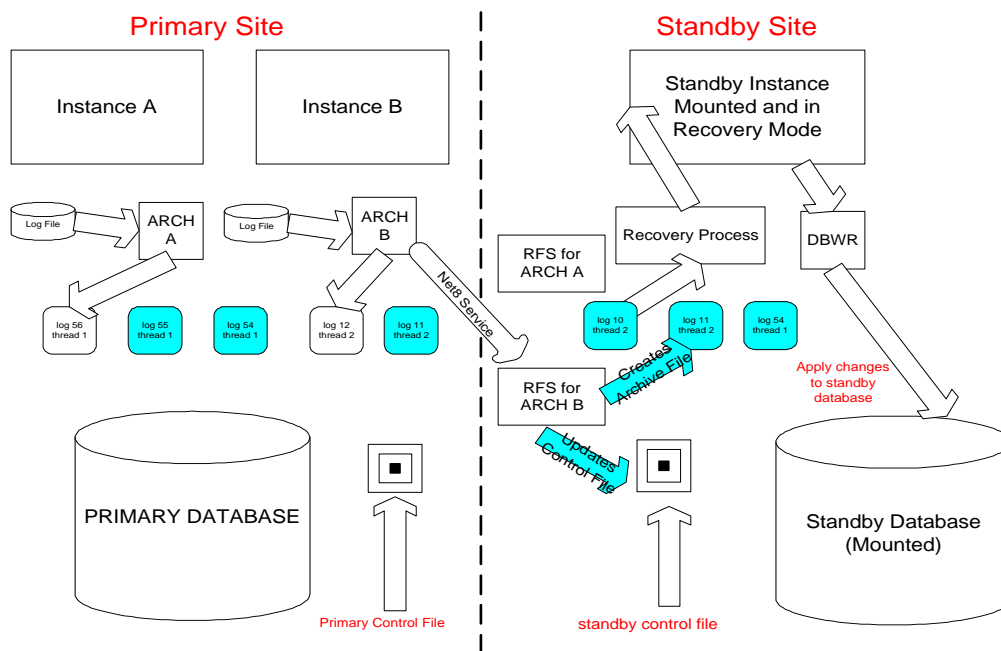 Primary Site
Standby Site
Instance A
Instance B
Standby Instance
Mounted and in
Recovery Mode
Log File
ARCH
A
Log File
ARCH
B
Net8 Service
RFS for
ARCH A
Recovery Process
DBWR
log 56
thread 1
log 55
thread 1
log 54
thread 1
log 12
thread 2
log 11
thread 2
log 10
thread 2
log 11
thread 2
log 54
thread 1
RFS for
ARCH B
Creates
Archive File
Apply changes
to standby
database
Updates
Control File
PRIMARY DATABASE
Standby Database
(Mounted)
Primary Control File
standby control file